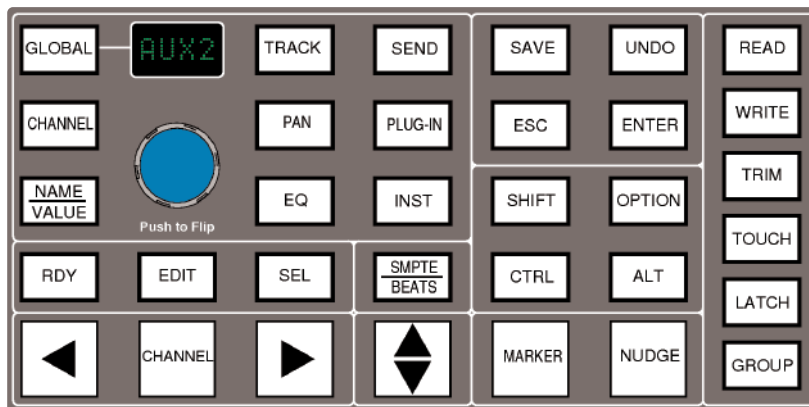 GLOBAL
AUX2
TRACK
SEND
SAVE
UNDO
READ
CHANNEL
PAN
PLUG-IN
ESC
ENTER
WRITE
NAME
VALUE
Push to Flip
EQ
INST
SHIFT
OPTION
TRIM
TOUCH
RDY
EDIT
SEL
SMPTE
BEATS
CTRL
ALT
LATCH
CHANNEL
MARKER
NUDGE
GROUP